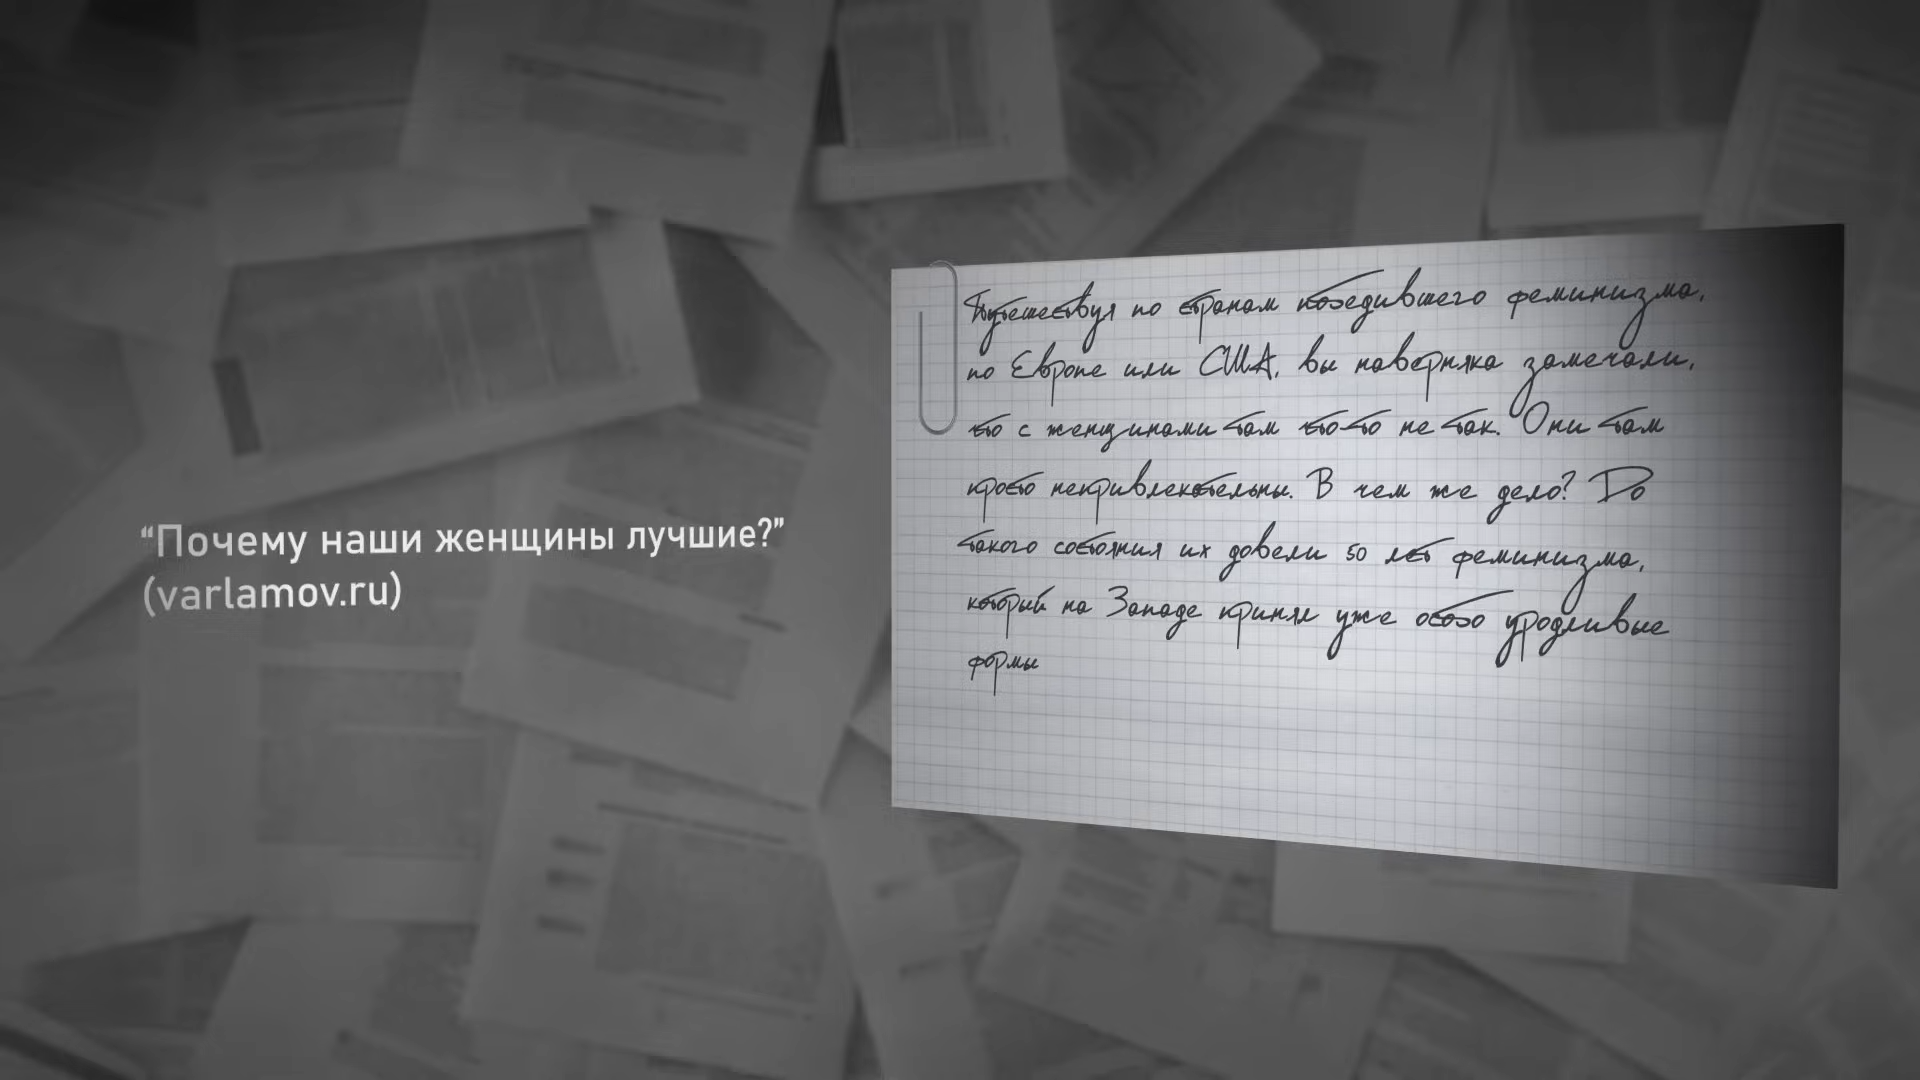 “Почему наши женщины лучшие?”
(varlamov.ru)
Путешествуя по странам победившего феминизма,
по Европе или США, вы наверняка замечали,
что с женщинами там что-то не так. Они там
просто непривлекательны. В чем же дело? До
такого состояния их довели 50 лет феминизма,
который на Западе принял уже особо уродливые
формы